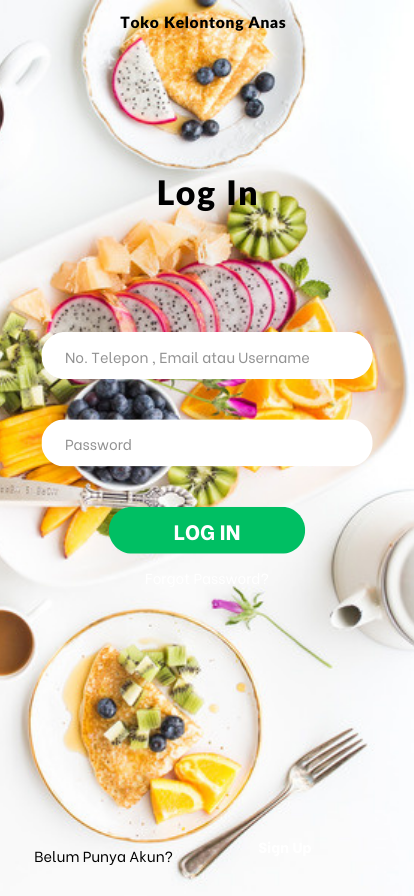 Toko Kelontong Anas
Log In
No. Telepon , Email atau Username
Password
LOG IN
Forgot Password?
Belum Punya Akun?
Sign Up